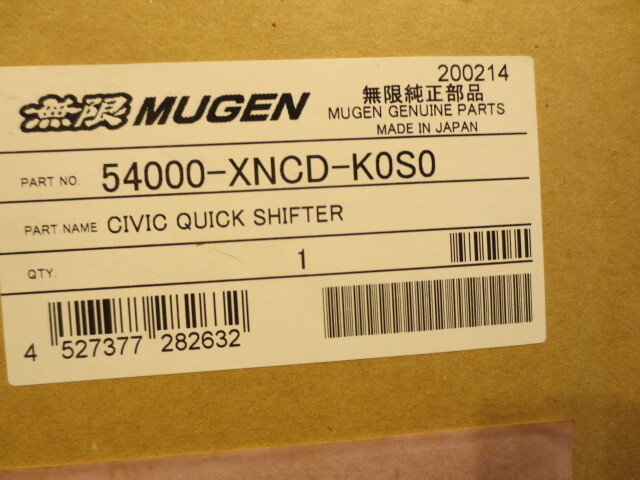 200214
無限 MUGEN
無限純正部品
MUGEN GENUINE PARTS
MADE IN JAPAN
PART NO. 54000-XNCD-K0S0
PART NAME CIVIC QUICK SHIFTER
QTY. 1
4 527377 282632